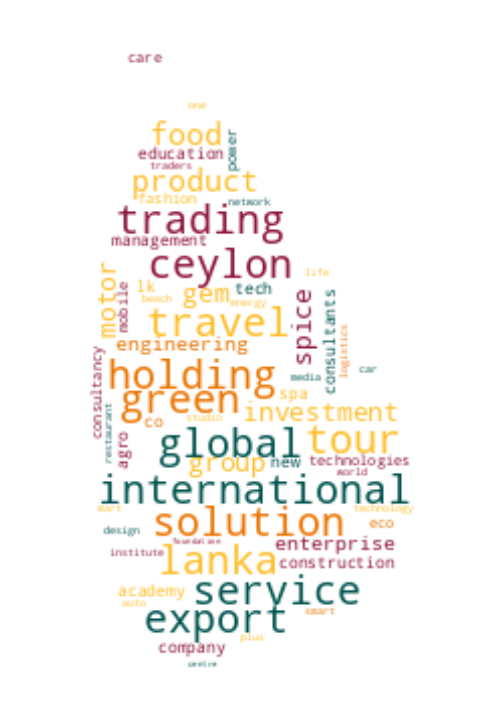 care
one
food
power
education
traders
product
fashion
network
trading
management
ceylon
life
motor
mobile
lk
gem
tech
beach
energy
spice
consultants
travel
logistics
engineering
consultancy
holding
media
car
green
spa
restaurant
co
studio
investment
agro
global
tour
group
new
technologies
world
international
mart
technology
solution
eco
design
foundation
enterprise
institute
lanka
construction
academy
service
auto
smart
export
plus
company
centre